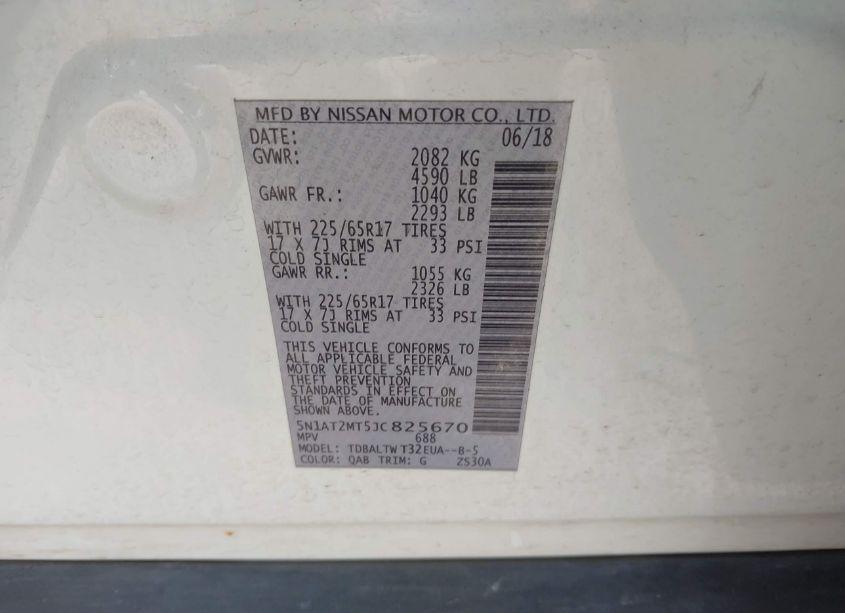 MFD BY NISSAN MOTOR CO., LTD.
DATE: 06/18
GVWR: 2082 KG
4590 LB
GAWR FR.: 1040 KG
2293 LB
WITH 225/65R17 TIRES
17 X 7J RIMS AT 33 PSI
COLD SINGLE
GAWR RR.: 1055 KG
2326 LB
WITH 225/65R17 TIRES
17 X 7J RIMS AT 33 PSI
COLD SINGLE
THIS VEHICLE CONFORMS TO
ALL APPLICABLE FEDERAL
MOTOR VEHICLE SAFETY AND
THEFT PREVENTION
STANDARDS IN EFFECT ON
THE DATE OF MANUFACTURE
SHOWN ABOVE.
5N1AT2MT5JC825670
MPV 688
MODEL: TDBALTW T32EUA--B-5
COLOR: QAB TRIM: G ZS30A